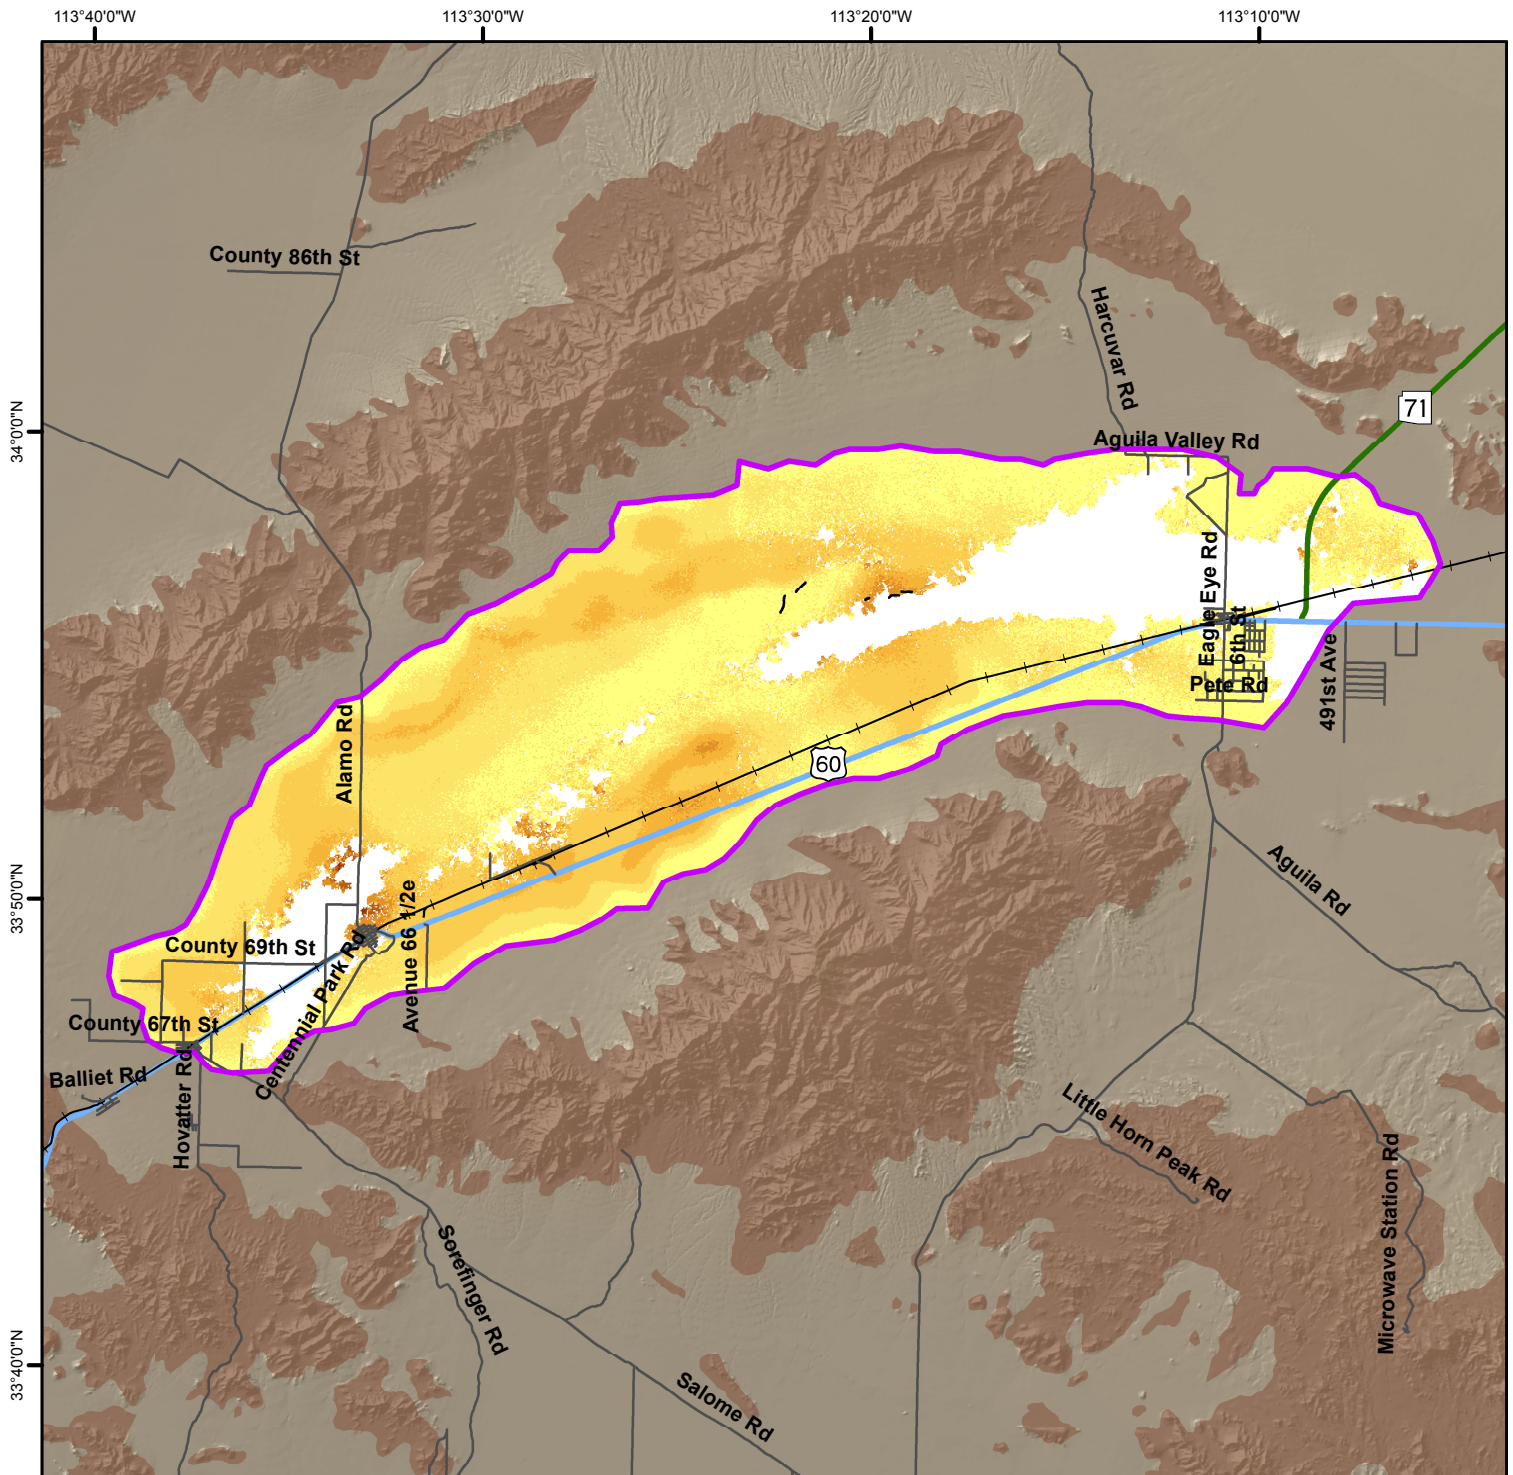 113°40'0"W
113°30'0"W
113°20'0"W
113°10'0"W
County 86th St
Harcuvar Rd
71
34°0'0"N
Aguila Valley Rd
Eagle Eye Rd
6th St
Pete Rd
491st Ave
Alamo Rd
60
33°50'0"N
Aguila Rd
Avenue 66 1/2e
County 69th St
Centennial Park Rd
County 67th St
Balliet Rd
Hovatter Rd
Little Horn Peak Rd
Microwave Station Rd
Sorefinger Rd
33°40'0"N
Salome Rd